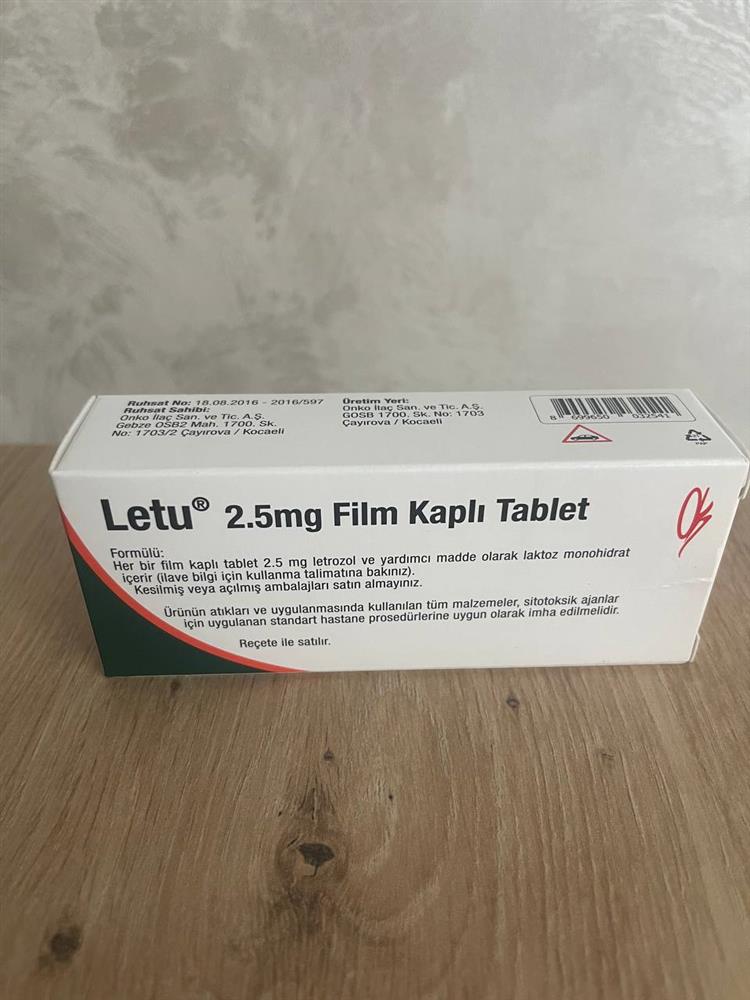 Ruhsat No: 18.08.2016 - 2016/597
Ruhsat Sahibi:
Onko İlaç San. ve Tic. A.Ş.
Gebze OSB2 Mah. 1700. Sk.
No: 1703/2 Çayırova / Kocaeli
Üretim Yeri:
Onko İlaç San. ve Tic. A.Ş.
GOSB 1700. Sk. No: 1703
Çayırova / Kocaeli
8 699650 032541
PAP
Letu® 2.5mg Film Kaplı Tablet
Formülü:
Her bir film kaplı tablet 2.5 mg letrozol ve yardımcı madde olarak laktoz monohidrat
içerir (ilave bilgi için kullanma talimatına bakınız).
Kesilmiş veya açılmış ambalajları satın almayınız.
Ürünün atıkları ve uygulanmasında kullanılan tüm malzemeler, sitotoksik ajanlar
için uygulanan standart hastane prosedürlerine uygun olarak imha edilmelidir.
Reçete ile satılır.